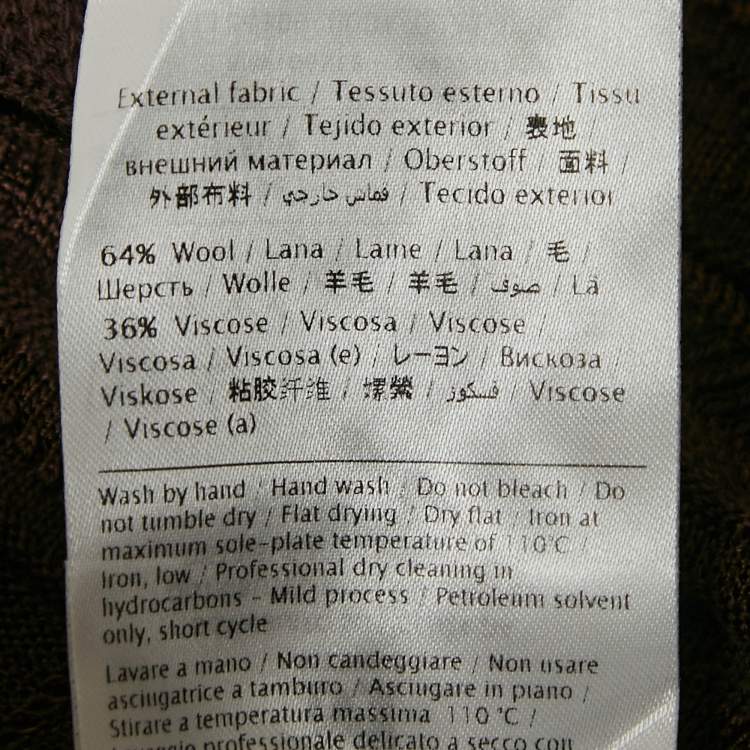 External fabric / Tessuto esterno / Tissu
extérieur / Tejido exterior / 表地
внешний материал / Oberstoff / 面料 /
外部布料 / قماش خارجي / Tecido exterior
64% Wool / Lana / Laine / Lana / 毛 /
Шерсть / Wolle / 羊毛 / 羊毛 / صوف / Lã
36% Viscose / Viscosa / Viscose /
Viscosa / Viscosa (e) / レーヨン / Вискоза
Viskose / 粘胶纤维 / 嫘縈 / فسكوز / Viscose
/ Viscose (a)
Wash by hand / Hand wash / Do not bleach / Do
not tumble dry / Flat drying / Dry flat / Iron at
maximum sole-plate temperature of 110°C /
Iron, low / Professional dry cleaning in
hydrocarbons - Mild process / Petroleum solvent
only, short cycle
Lavare a mano / Non candeggiare / Non usare
asciugatrice a tamburo / Asciugare in piano /
Stirare a temperatura massima 110 °C /
professionale delicato a secco con